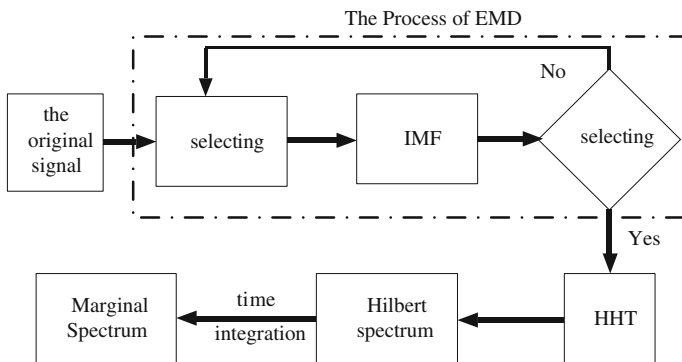 The Process of EMD
No
the
original
signal
selecting
IMF
selecting
Yes
Marginal
Spectrum
time
integration
Hilbert
spectrum
HHT